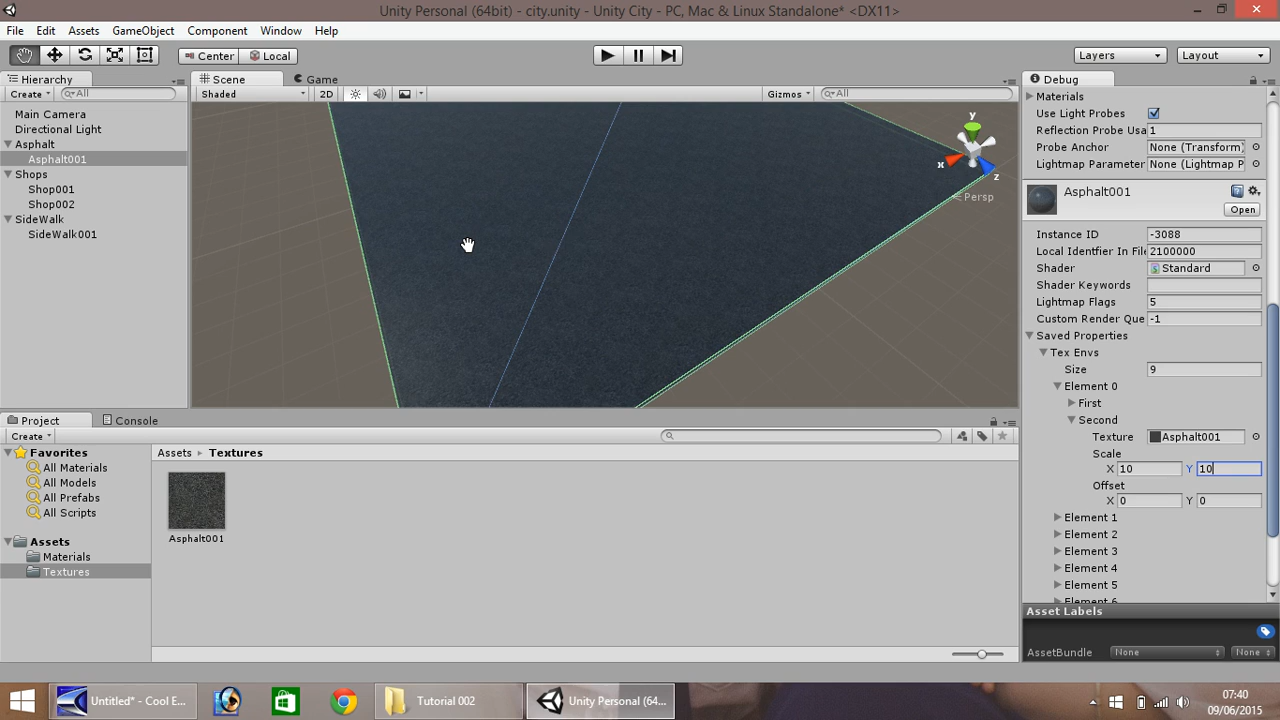 Unity Personal (64bit) - city.unity - Unity City - PC, Mac & Linux Standalone* <DX11>
File Edit Assets GameObject Component Window Help
Center Local Layers Layout
Hierarchy
Create All
Main Camera
Directional Light
Asphalt
Asphalt001
Shops
Shop001
Shop002
SideWalk
SideWalk001
Scene Game
Shaded 2D Gizmos All
y
x
z
Persp
Debug
Materials
Use Light Probes
Reflection Probe Usa 1
Probe Anchor None (Transform)
Lightmap Parameter None (Lightmap P
Asphalt001
Open
Instance ID -3088
Local Identfier In File 2100000
Shader Standard
Shader Keywords
Lightmap Flags 5
Custom Render Que -1
Saved Properties
Tex Envs
Size 9
Element 0
First
Second
Texture Asphalt001
Scale
X 10 Y 10
Offset
X 0 Y 0
Element 1
Element 2
Element 3
Element 4
Element 5
Asset Labels
AssetBundle None None
Project Console
Create
Favorites
All Materials
All Models
All Prefabs
All Scripts
Assets
Materials
Textures
Assets Textures
Asphalt001
Untitled* - Cool E... Tutorial 002 Unity Personal (64...
07:40
09/06/2015